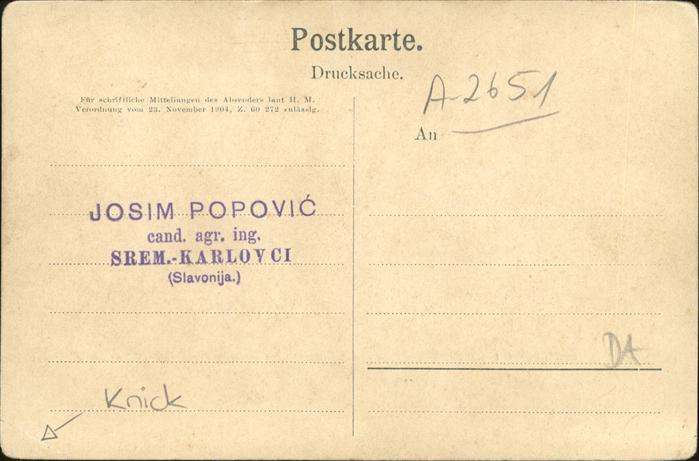 Postkarte.
Drucksache.
Für schriftliche Mitteilungen des Absenders laut H. M.
Verordnung vom 23. November 1904, Z. 60 272 zulässig.
A-2651
An
JOSIM POPOVIĆ
cand. agr. ing.
SREM.-KARLOVCI
(Slavonija.)
DA
Knick